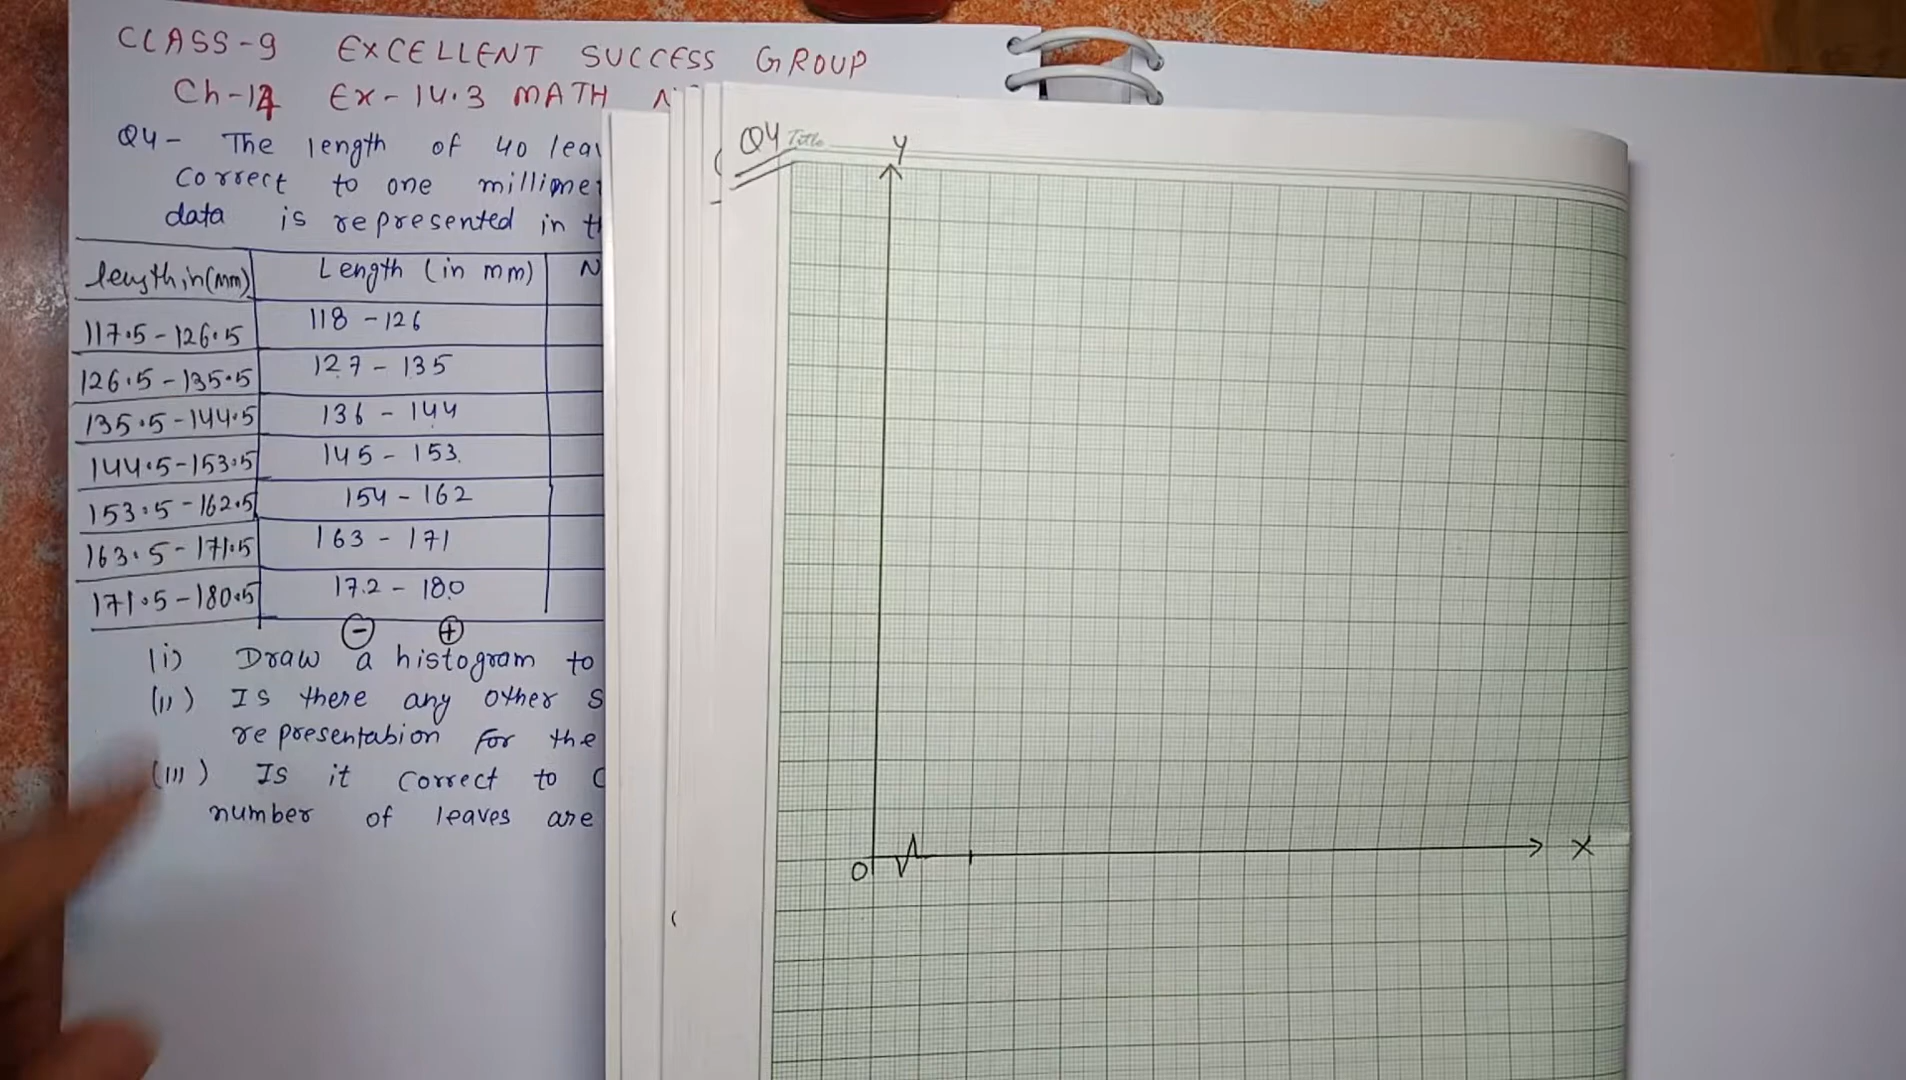 CLASS-9 EXCELLENT SUCCESS GROUP
Ch-14 Ex-14.3 MATH
Q4- The length of 40
Correct to one
data is represented in
length in(mm) Length (in mm)
117.5-126.5 118-126
126.5-135.5 127-135
135.5-144.5 136-144
144.5-153.5 145-153
153.5-162.5 154-162
163.5-171.5 163-171
171.5-180.5 172-180
- +
(i) Draw a histogram to
(ii) Is there any other
representation for the
(iii) Is it correct to
number of leaves are
Q4 Title
Y
O
X